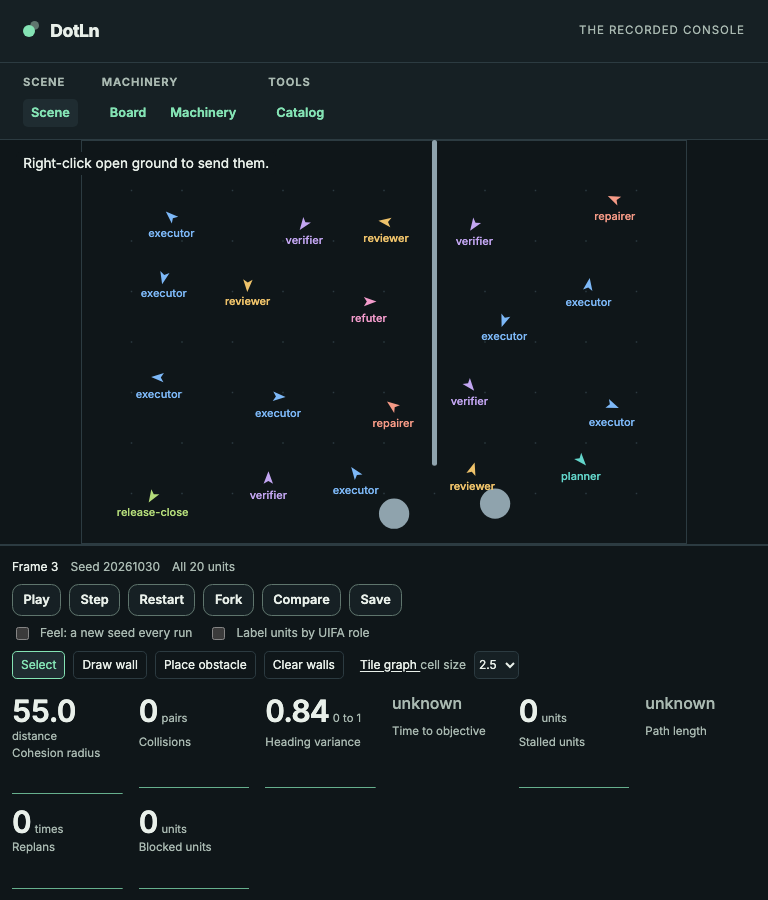 DotLn
THE RECORDED CONSOLE
SCENE MACHINERY TOOLS
Scene Board Machinery Catalog
Right-click open ground to send them.
repairer
executor
verifier
reviewer
verifier
executor
reviewer
refuter
executor
executor
executor
executor
repairer
verifier
executor
release-close
verifier
executor
reviewer
planner
Frame 3 Seed 20261030 All 20 units
Play Step Restart Fork Compare Save
Feel: a new seed every run Label units by UIFA role
Select Draw wall Place obstacle Clear walls Tile graph cell size 2.5
55.0 distance
Cohesion radius
0 pairs
Collisions
0.84 0 to 1
Heading variance
unknown
Time to objective
0 units
Stalled units
unknown
Path length
0 times
Replans
0 units
Blocked units